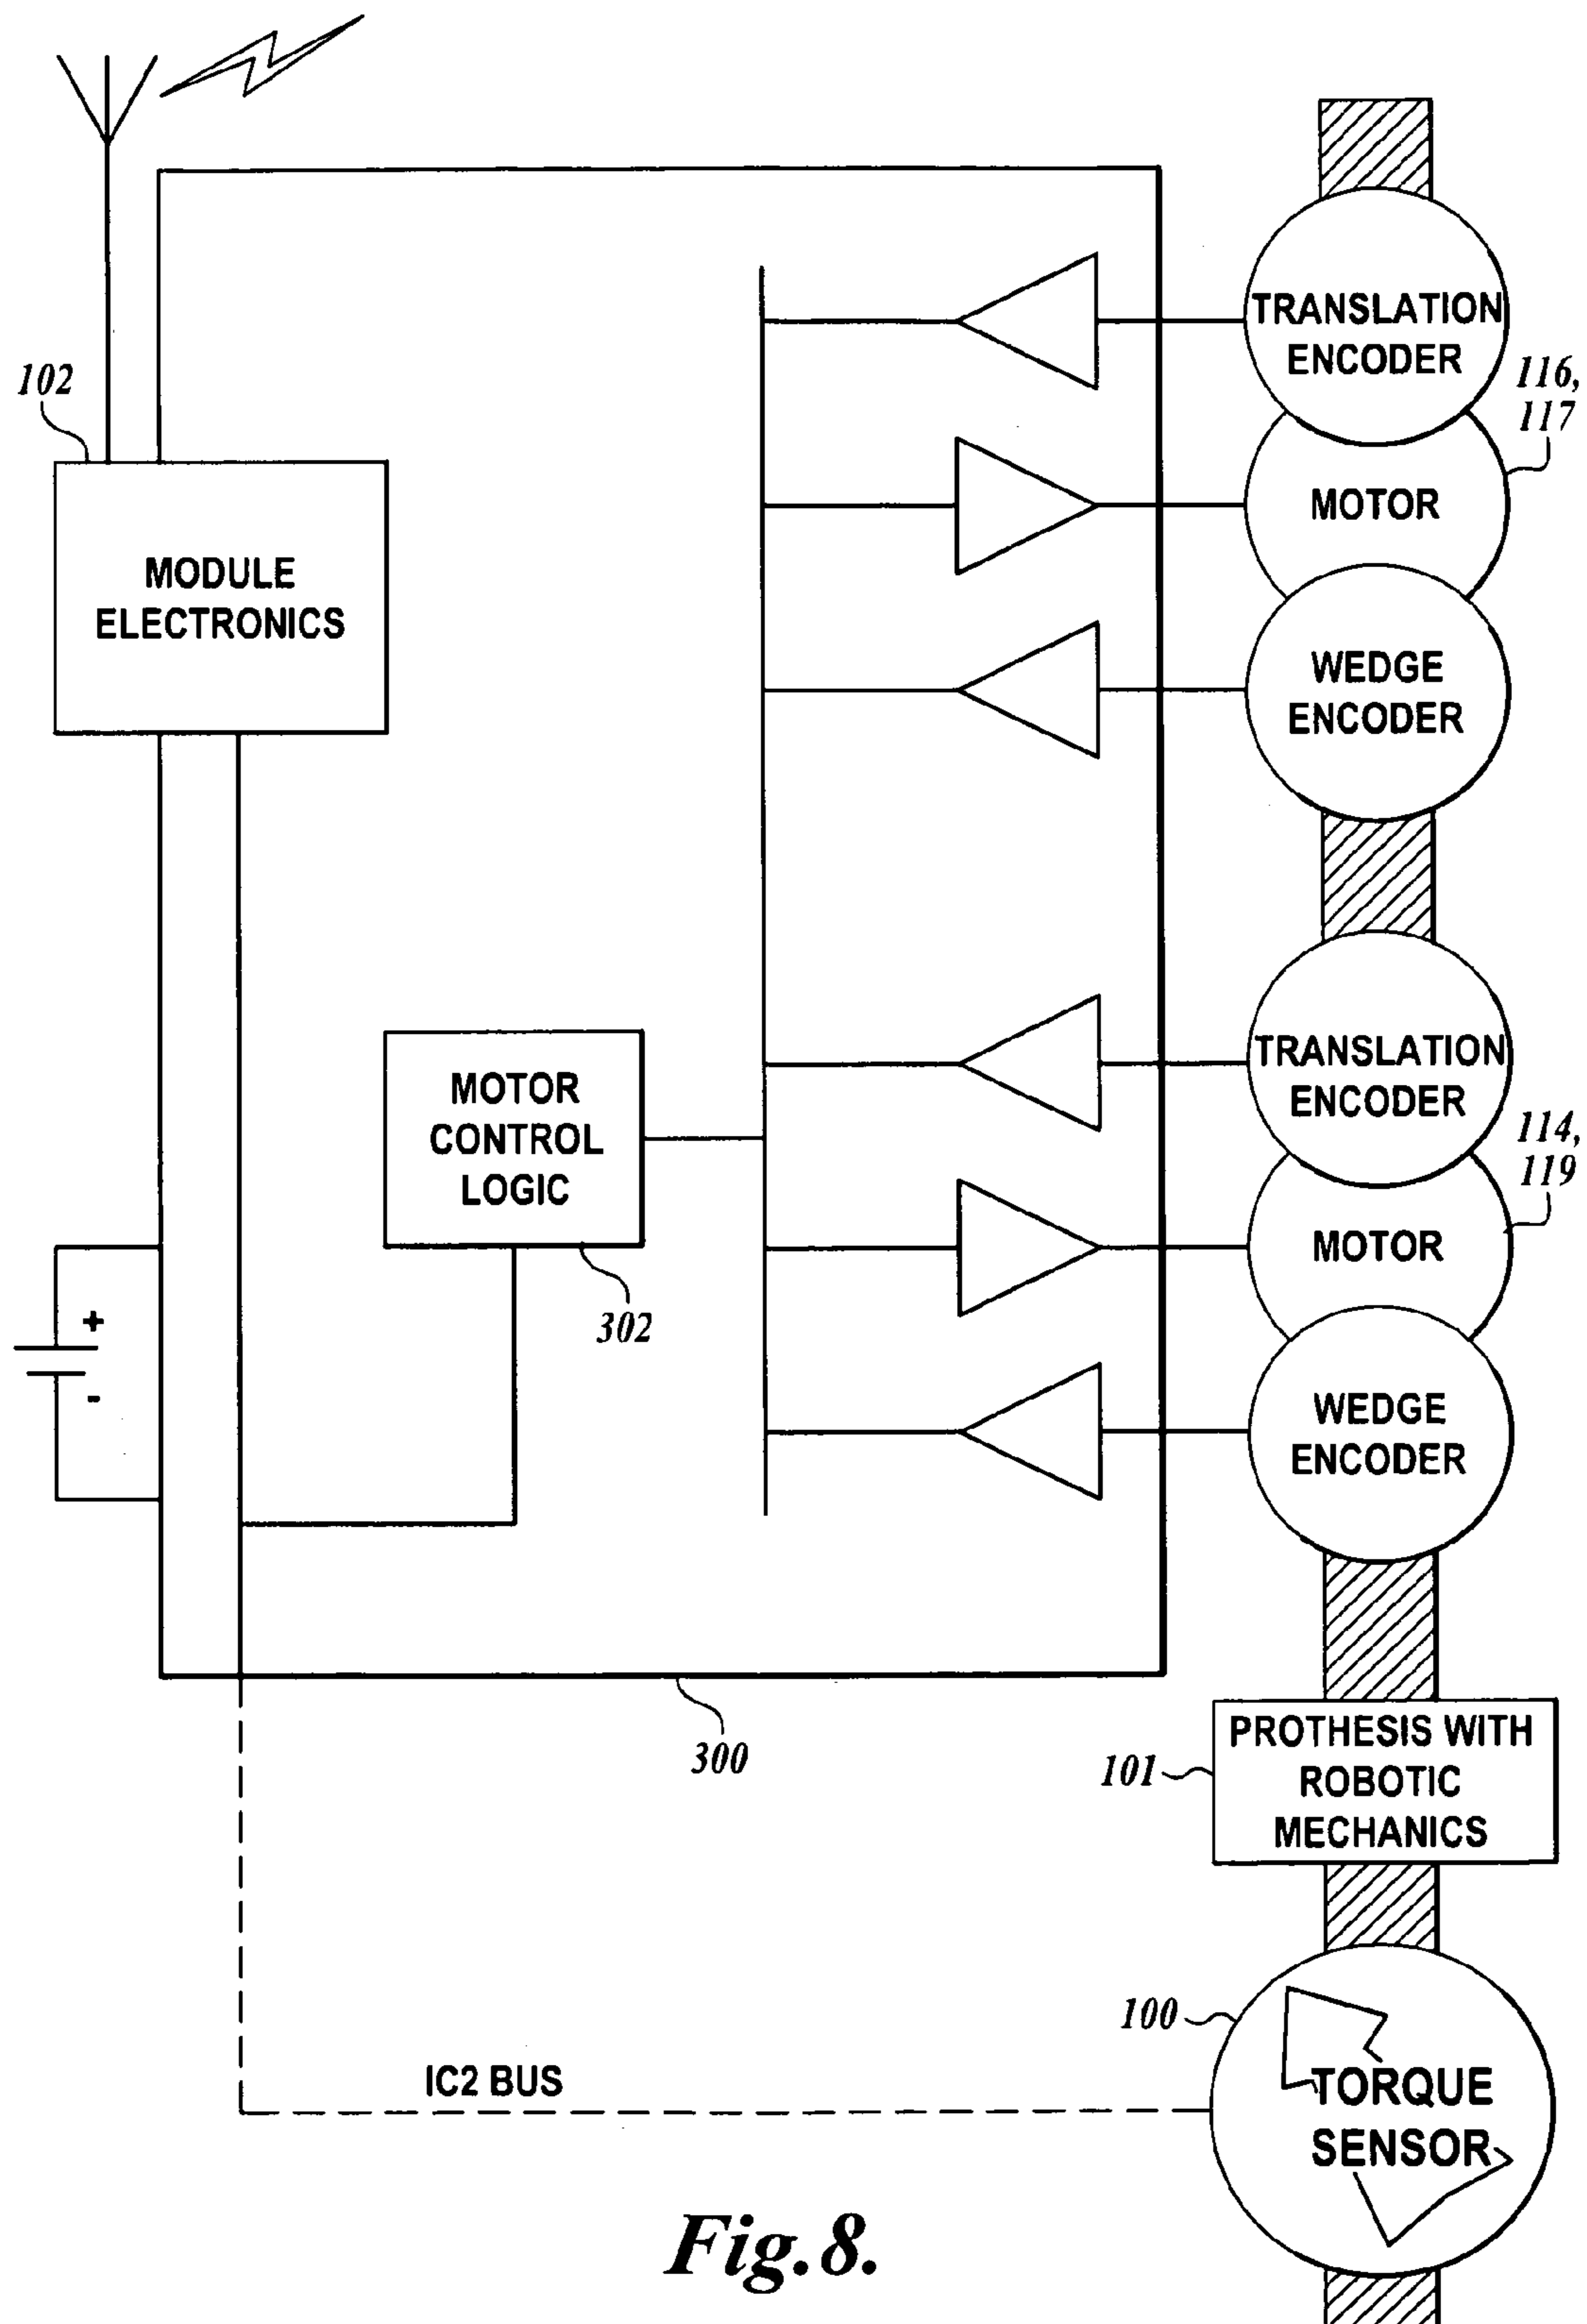 TRANSLATION
ENCODER
116,
117
102
MOTOR
MODULE
ELECTRONICS
WEDGE
ENCODER
TRANSLATION
ENCODER
114,
119
MOTOR
CONTROL
LOGIC
MOTOR
302
+
-
WEDGE
ENCODER
300
PROTHESIS WITH
ROBOTIC
MECHANICS
101
100
IC2 BUS
TORQUE
SENSOR
Fig.8.